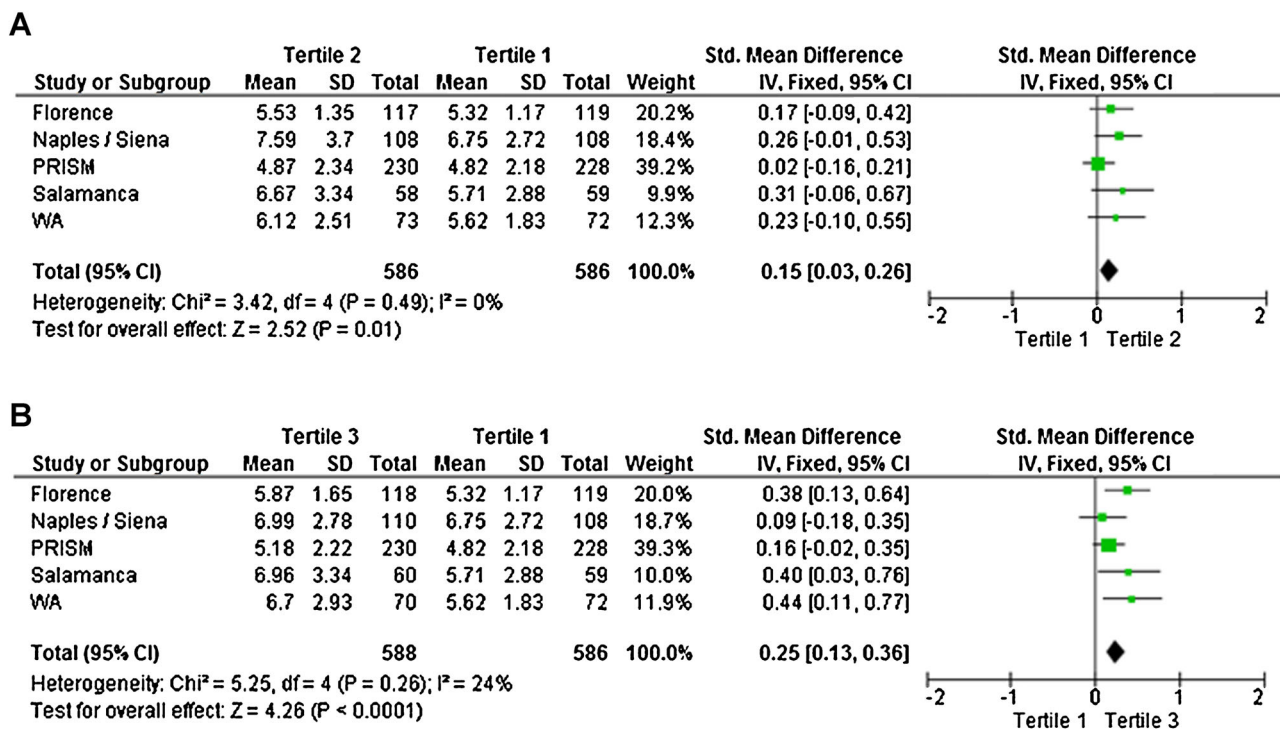 A
Tertile 2 Tertile 1 Std. Mean Difference Std. Mean Difference
Study or Subgroup Mean SD Total Mean SD Total Weight IV, Fixed, 95% CI IV, Fixed, 95% CI
Florence 5.53 1.35 117 5.32 1.17 119 20.2% 0.17 [-0.09, 0.42]
Naples / Siena 7.59 3.7 108 6.75 2.72 108 18.4% 0.26 [-0.01, 0.53]
PRISM 4.87 2.34 230 4.82 2.18 228 39.2% 0.02 [-0.16, 0.21]
Salamanca 6.67 3.34 58 5.71 2.88 59 9.9% 0.31 [-0.06, 0.67]
WA 6.12 2.51 73 5.62 1.83 72 12.3% 0.23 [-0.10, 0.55]
Total (95% CI) 586 586 100.0% 0.15 [0.03, 0.26]
Heterogeneity: Chi² = 3.42, df = 4 (P = 0.49); I² = 0%
Test for overall effect: Z = 2.52 (P = 0.01)
-2 -1 0 1 2
Tertile 1 Tertile 2
B
Tertile 3 Tertile 1 Std. Mean Difference Std. Mean Difference
Study or Subgroup Mean SD Total Mean SD Total Weight IV, Fixed, 95% CI IV, Fixed, 95% CI
Florence 5.87 1.65 118 5.32 1.17 119 20.0% 0.38 [0.13, 0.64]
Naples / Siena 6.99 2.78 110 6.75 2.72 108 18.7% 0.09 [-0.18, 0.35]
PRISM 5.18 2.22 230 4.82 2.18 228 39.3% 0.16 [-0.02, 0.35]
Salamanca 6.96 3.34 60 5.71 2.88 59 10.0% 0.40 [0.03, 0.76]
WA 6.7 2.93 70 5.62 1.83 72 11.9% 0.44 [0.11, 0.77]
Total (95% CI) 588 586 100.0% 0.25 [0.13, 0.36]
Heterogeneity: Chi² = 5.25, df = 4 (P = 0.26); I² = 24%
Test for overall effect: Z = 4.26 (P < 0.0001)
-2 -1 0 1 2
Tertile 1 Tertile 3